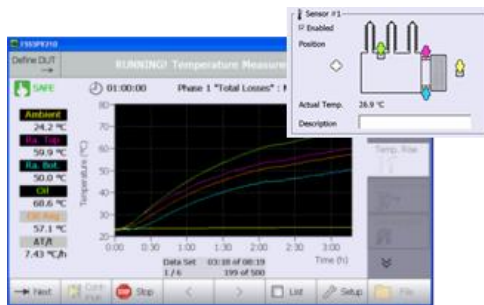 Sensor #1
Enabled
Position
Actual Temp. 26.9 °C
Description
Define DUT
RUNNING! Temperature Measure
SAFE
01:00:00
Phase 1 "Total Losses" :
Ambient
24.2 °C
Ra. Top
59.9 °C
Ra. Bot.
50.0 °C
Oil
68.6 °C
57.1 °C
ΔT/t
7.43 °C/h
Temperature (°C)
80
70
60
50
40
30
20
0:00 0:30 1:00 1:30 2:00 2:30 3:00
Time (h)
Data Set 03:18 of 08:19
1 / 6 199 of 500
Temp. Rise
Next
Stop
List
Setup
File